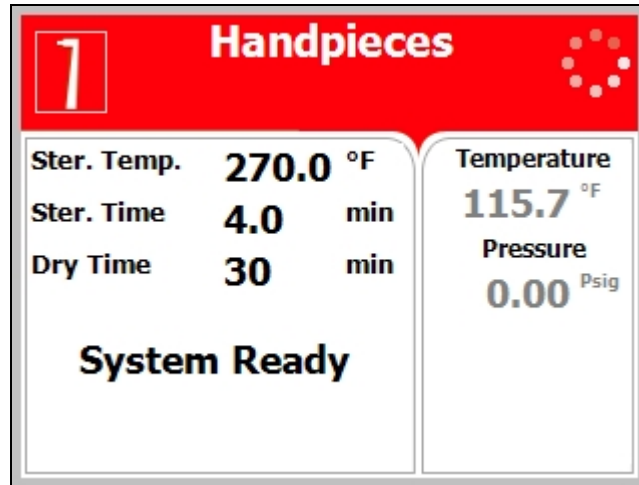 Handpieces
Ster. Temp. 270.0 °F
Ster. Time 4.0 min
Dry Time 30 min
System Ready
Temperature
115.7 °F
Pressure
0.00 Psig